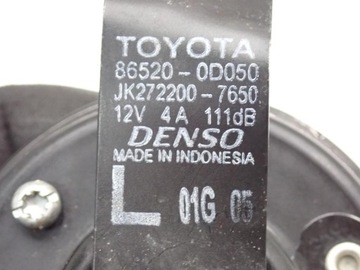 TOYOTA
86520-0D050
JK272200-7650
12V 4A 111dB
DENSO
MADE IN INDONESIA
L 01G 05